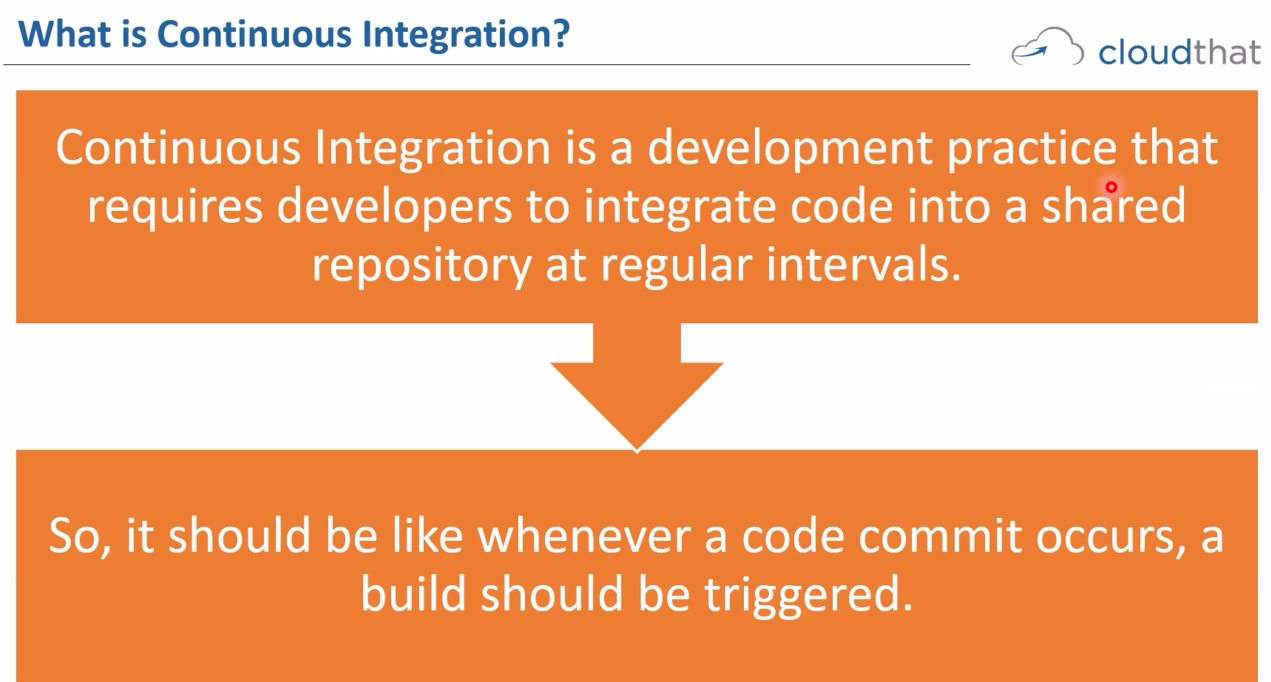 What is Continuous Integration?
cloudthat
Continuous Integration is a development practice that
requires developers to integrate code into a shared
repository at regular intervals.
So, it should be like whenever a code commit occurs, a
build should be triggered.